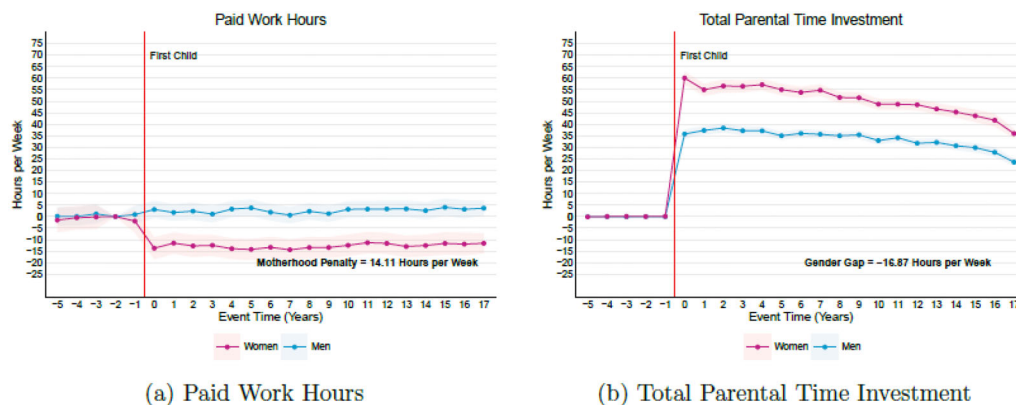 Paid Work Hours
75
70
65
60
55
50
45
40
35
30
25
20
15
10
5
0
−5
−10
−15
−20
−25
Hours per Week
First Child
Motherhood Penalty = 14.11 Hours per Week
−5 −4 −3 −2 −1 0 1 2 3 4 5 6 7 8 9 10 11 12 13 14 15 16 17
Event Time (Years)
Women Men
(a) Paid Work Hours
Total Parental Time Investment
75
70
65
60
55
50
45
40
35
30
25
20
15
10
5
0
−5
−10
−15
−20
−25
Hours per Week
First Child
Gender Gap = −16.87 Hours per Week
−5 −4 −3 −2 −1 0 1 2 3 4 5 6 7 8 9 10 11 12 13 14 15 16 17
Event Time (Years)
Women Men
(b) Total Parental Time Investment